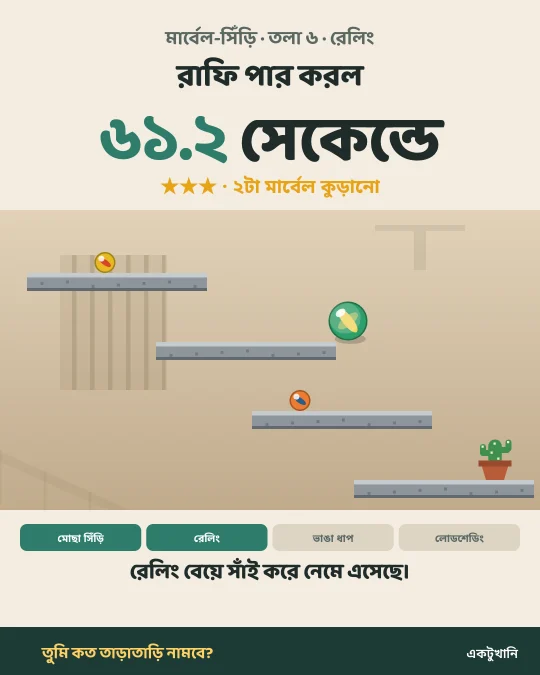 মার্বেল-সিঁড়ি · তলা ৬ · রেলিং
রাফি পার করল
৬১.২ সেকেন্ডে
★★★ · ২টা মার্বেল কুড়ানো
মোছা সিঁড়ি
রেলিং
ভাঙা ধাপ
লোডশেডিং
রেলিং বেয়ে সাঁই করে নেমে এসেছে।
তুমি কত তাড়াতাড়ি নামবে?
একটুখানি